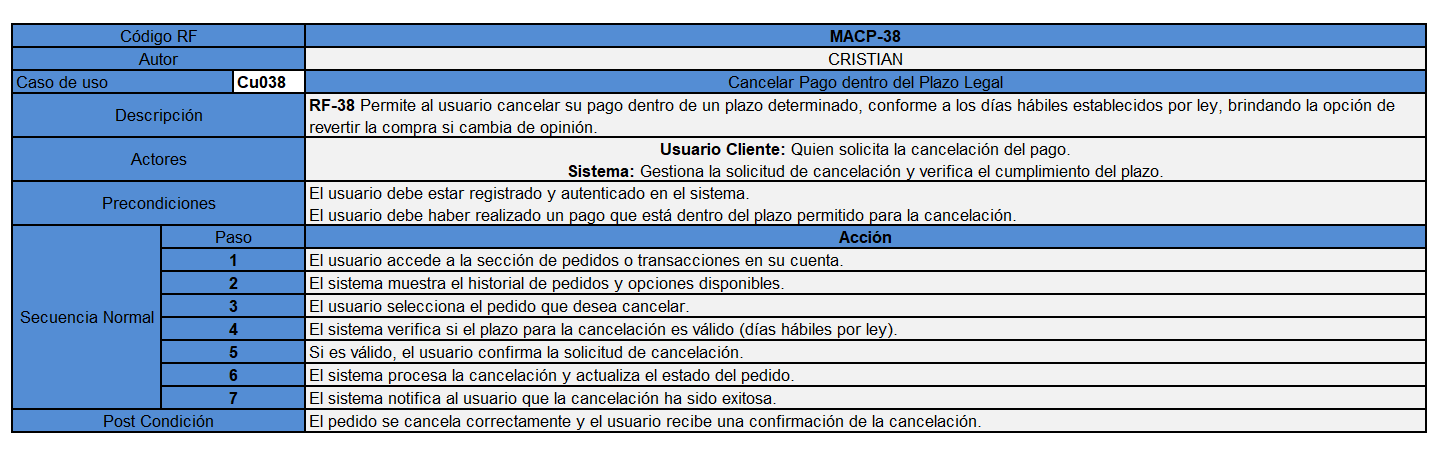 Código RF MACP-38
Autor CRISTIAN
Caso de uso Cu038 Cancelar Pago dentro del Plazo Legal
Descripción RF-38 Permite al usuario cancelar su pago dentro de un plazo determinado, conforme a los días hábiles establecidos por ley, brindando la opción de
revertir la compra si cambia de opinión.
Actores Usuario Cliente: Quien solicita la cancelación del pago.
Sistema: Gestiona la solicitud de cancelación y verifica el cumplimiento del plazo.
Precondiciones El usuario debe estar registrado y autenticado en el sistema.
El usuario debe haber realizado un pago que está dentro del plazo permitido para la cancelación.
Secuencia Normal Paso Acción
1 El usuario accede a la sección de pedidos o transacciones en su cuenta.
2 El sistema muestra el historial de pedidos y opciones disponibles.
3 El usuario selecciona el pedido que desea cancelar.
4 El sistema verifica si el plazo para la cancelación es válido (días hábiles por ley).
5 Si es válido, el usuario confirma la solicitud de cancelación.
6 El sistema procesa la cancelación y actualiza el estado del pedido.
7 El sistema notifica al usuario que la cancelación ha sido exitosa.
Post Condición El pedido se cancela correctamente y el usuario recibe una confirmación de la cancelación.